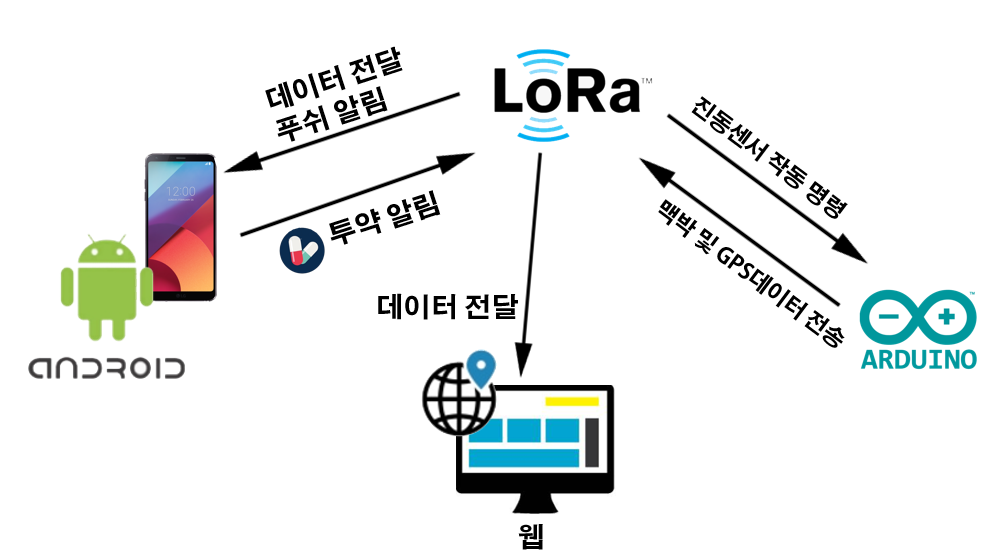 LoRa™
데이터 전달
푸쉬 알림
12:00
투약 알림
진동센서 작동 명령
맥박 및 GPS데이터 전송
데이터 전달
ANDROID
ARDUINO™
웹